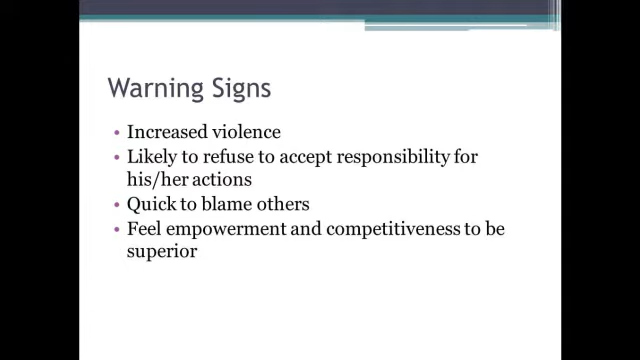 Warning Signs
• Increased violence
• Likely to refuse to accept responsibility for
his/her actions
• Quick to blame others
• Feel empowerment and competitiveness to be
superior